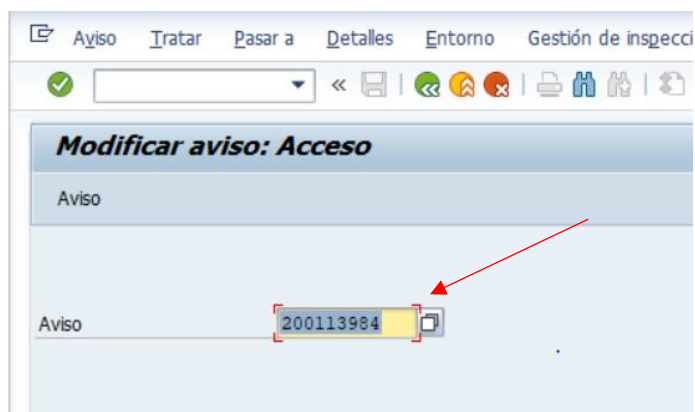 Aviso Tratar Pasar a Detalles Entorno Gestión de inspecci
Modificar aviso: Acceso
Aviso
Aviso 200113984